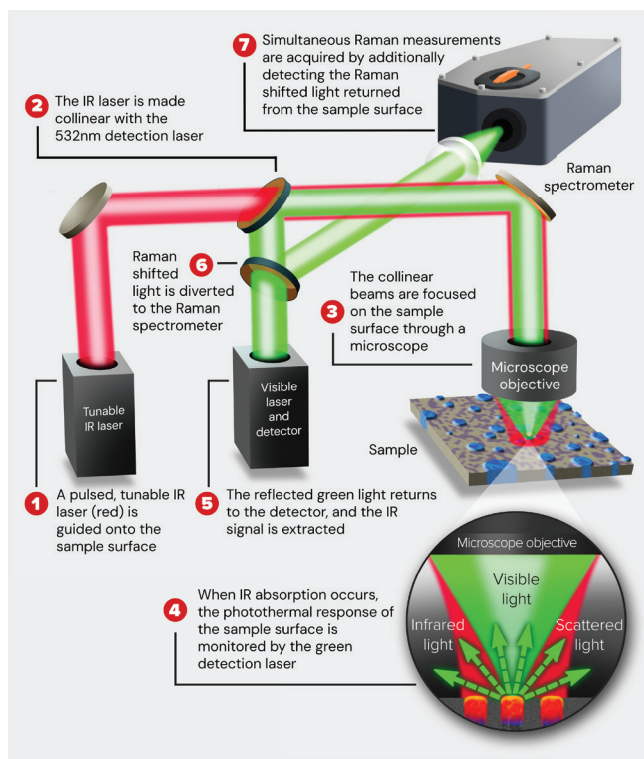 7
Simultaneous Raman measurements
are acquired by additionally
detecting the Raman
shifted light returned
from the sample surface
2
The IR laser is made
collinear with the
532nm detection laser
Raman
spectrometer
Raman
shifted
light is diverted
to the Raman
spectrometer
6
3
The collinear
beams are focused
on the sample
surface through a
microscope
Tunable
IR laser
Visible
laser
and
detector
Microscope
objective
Sample
1
A pulsed, tunable IR
laser (red) is
guided onto the
sample surface
5
The reflected green light returns
to the detector, and the IR
signal is extracted
4
When IR absorption occurs,
the photothermal response of
the sample surface is
monitored by the green
detection laser
Microscope objective
Visible
light
Infrared
light
Scattered
light